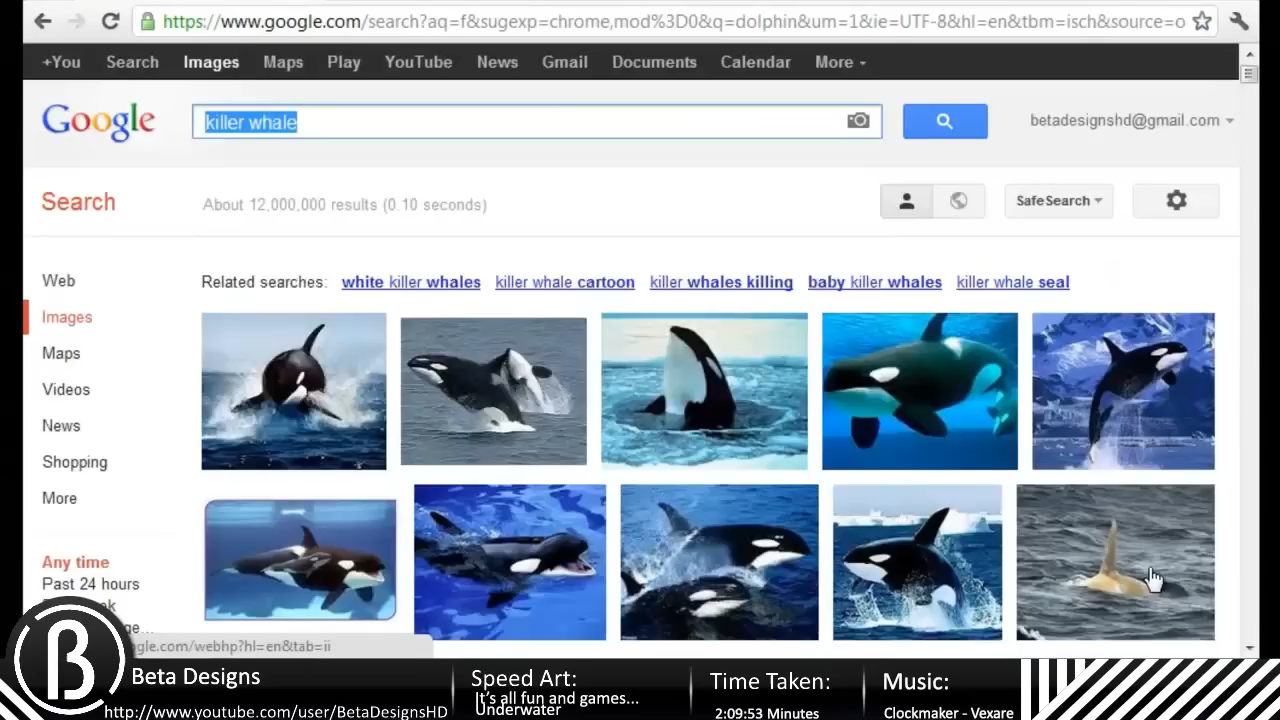 https://www.google.com/search?aq=f&sugexp=chrome,mod%3D0&q=dolphin&um=1&ie=UTF-8&hl=en&tbm=isch&source=o
+You Search Images Maps Play YouTube News Gmail Documents Calendar More
Google killer whale betadesignshd@gmail.com
Search About 12,000,000 results (0.10 seconds) SafeSearch
Related searches: white killer whales killer whale cartoon killer whales killing baby killer whales killer whale seal
Web
Images
Maps
Videos
News
Shopping
More
Any time
Past 24 hours
gle.com/webhp?hl=en&tab=ii
β
Beta Designs
http://www.youtube.com/user/BetaDesignsHD
Speed Art:
It's all fun and games...
Underwater
Time Taken:
2:09:53 Minutes
Music:
Clockmaker - Vexare